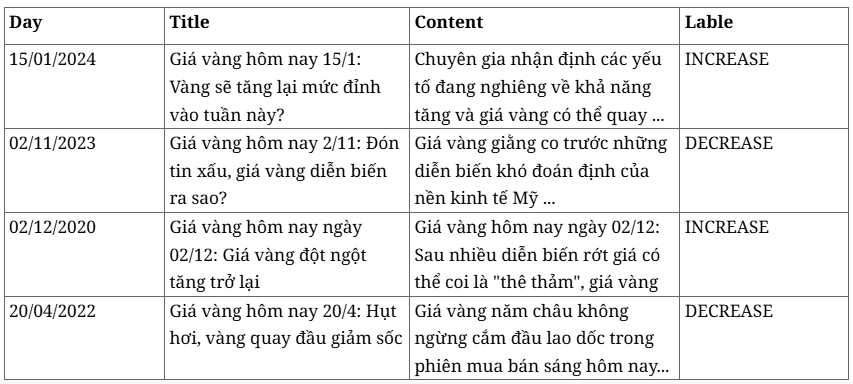 Day Title Content Lable
15/01/2024 Giá vàng hôm nay 15/1: Chuyên gia nhận định các yếu INCREASE
Vàng sẽ tăng lại mức đỉnh tố đang nghiêng về khả năng
vào tuần này? tăng và giá vàng có thể quay ...
02/11/2023 Giá vàng hôm nay 2/11: Đón Giá vàng giằng co trước những DECREASE
tin xấu, giá vàng diễn biến diễn biến khó đoán định của
ra sao? nền kinh tế Mỹ ...
02/12/2020 Giá vàng hôm nay ngày Giá vàng hôm nay ngày 02/12: INCREASE
02/12: Giá vàng đột ngột Sau nhiều diễn biến rớt giá có
tăng trở lại thể coi là "thê thảm", giá vàng
20/04/2022 Giá vàng hôm nay 20/4: Hụt Giá vàng năm châu không DECREASE
hơi, vàng quay đầu giảm sốc ngừng cắm đầu lao dốc trong
phiên mua bán sáng hôm nay...